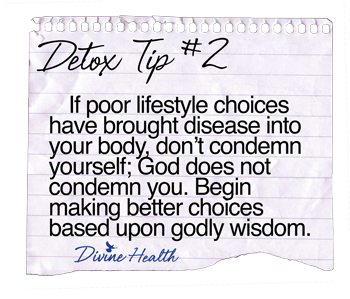 Detox Tip #2
If poor lifestyle choices
have brought disease into
your body, don't condemn
yourself; God does not
condemn you. Begin
making better choices
based upon godly wisdom.
Divine Health